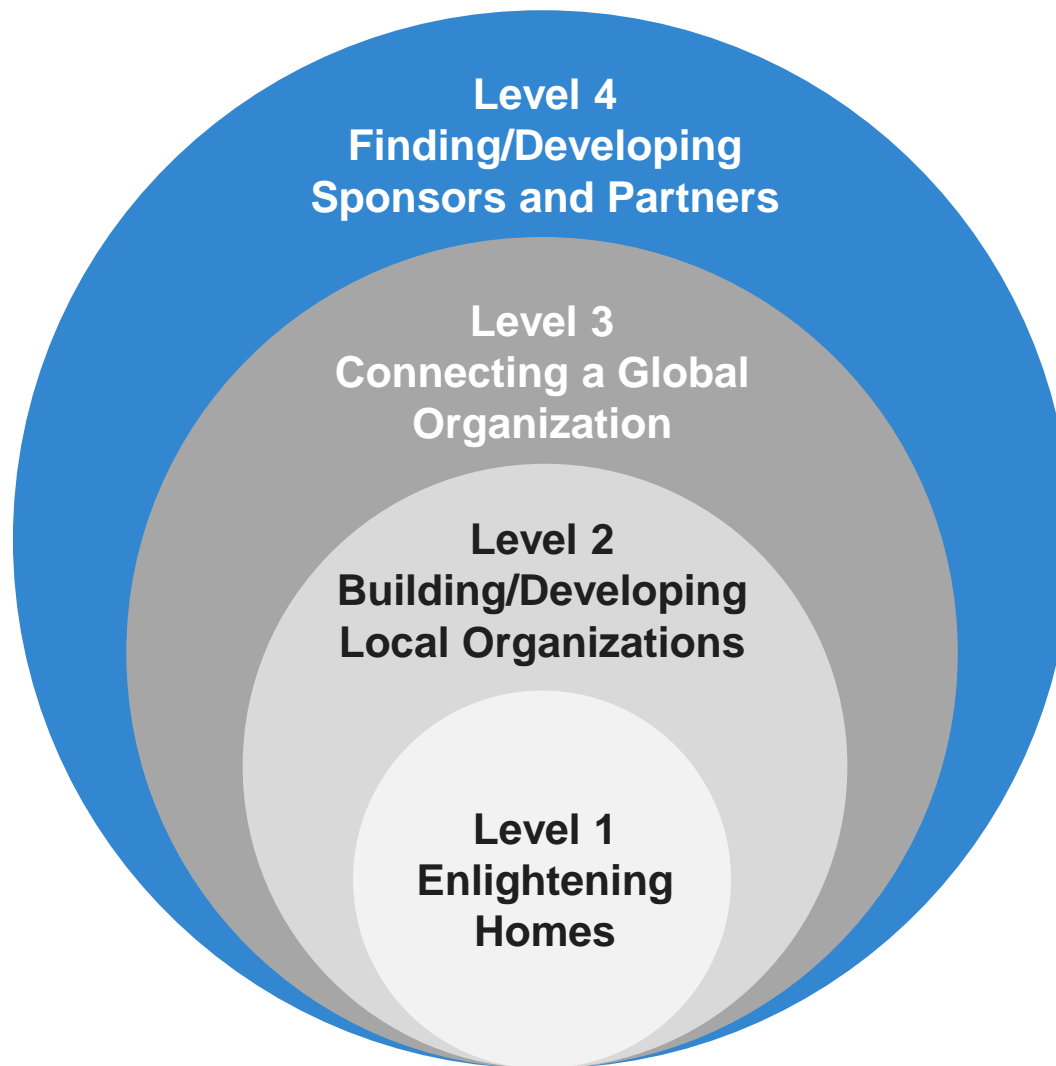 Level 4
Finding/Developing
Sponsors and Partners
Level 3
Connecting a Global
Organization
Level 2
Building/Developing
Local Organizations
Level 1
Enlightening
Homes